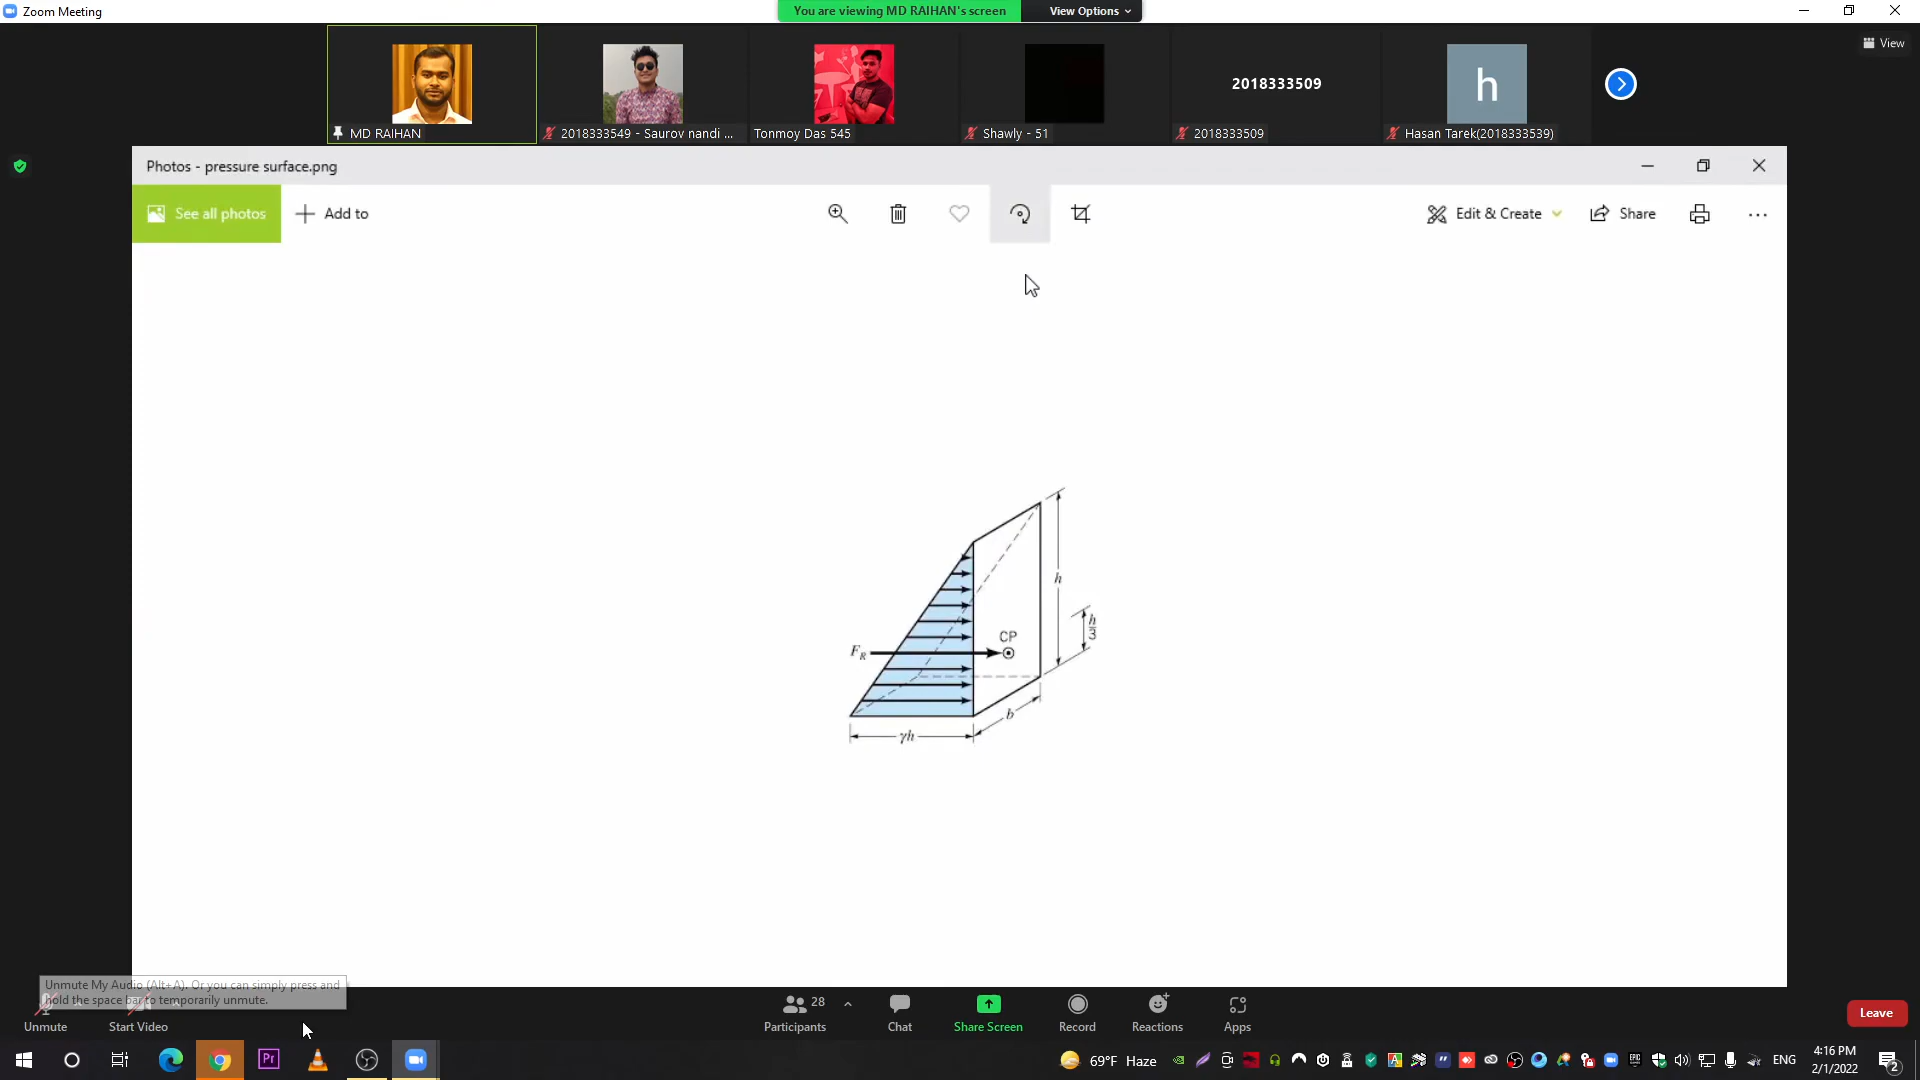 Zoom Meeting
You are viewing MD RAIHAN's screen
View Options
View
h
2018333509
MD RAIHAN
2018333549 - Saurov nandi ...
Tonmoy Das 545
Shawly - 51
2018333509
Hasan Tarek(2018333539)
Photos - pressure surface.png
See all photos
Add to
Edit & Create
Share
h
h
3
CP
F_R
b
γh
Unmute My Audio (Alt+A). Or you can simply press and
hold the space bar to temporarily unmute.
Unmute
Start Video
28
Participants
Chat
Share Screen
Record
Reactions
Apps
Leave
Pr
69°F Haze
ENG
4:16 PM
2/1/2022
2